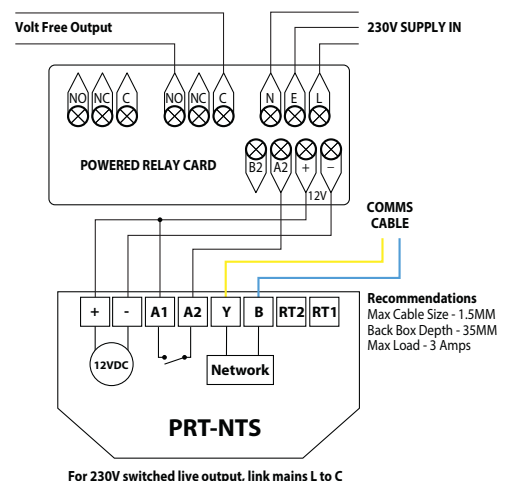 Volt Free Output
230V SUPPLY IN
NO NC C NO NC C N E L
POWERED RELAY CARD
B2 A2 + –
12V
COMMS
CABLE
+ - A1 A2 Y B RT2 RT1
12VDC
Network
PRT-NTS
Recommendations
Max Cable Size - 1.5MM
Back Box Depth - 35MM
Max Load - 3 Amps
For 230V switched live output, link mains L to C